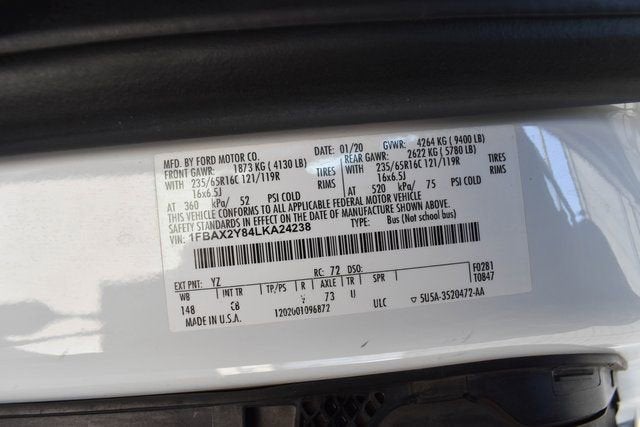 MFD. BY FORD MOTOR CO. DATE: 01/20 GVWR: 4264 KG (9400 LB)
FRONT GAWR: 1873 KG (4130 LB) REAR GAWR: 2622 KG (5780 LB)
WITH 235/65R16C 121/119R TIRES WITH 235/65R16C 121/119R TIRES
16x6.5J RIMS 16x6.5J RIMS
AT 360 kPa/ 52 PSI COLD AT 520 kPa/ 75 PSI COLD
THIS VEHICLE CONFORMS TO ALL APPLICABLE FEDERAL MOTOR VEHICLE
SAFETY STANDARDS IN EFFECT ON THE DATE OF MANUFACTURE SHOWN ABOVE.
VIN: 1FBAX2Y84LKA24238 TYPE: Bus (Not school bus)
EXT PNT: YZ RC: 72 DSO: F0281
WB INT TR TP/PS R AXLE TR SPR T0847
148 73
MADE IN U.S.A. 1202001096872 ULC 5U5A-3520472-AA